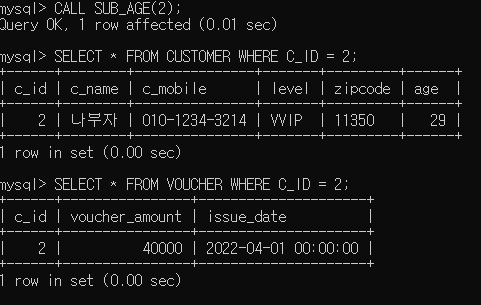 mysql> CALL SUB_AGE(2);
Query OK, 1 row affected (0.01 sec)
mysql> SELECT * FROM CUSTOMER WHERE C_ID = 2;
+------+--------+---------------+-------+---------+------+
| c_id | c_name | c_mobile | level | zipcode | age |
+------+--------+---------------+-------+---------+------+
| 2 | 나부자 | 010-1234-3214 | VVIP | 11350 | 29 |
+------+--------+---------------+-------+---------+------+
1 row in set (0.00 sec)
mysql> SELECT * FROM VOUCHER WHERE C_ID = 2;
+------+----------------+---------------------+
| c_id | voucher_amount | issue_date |
+------+----------------+---------------------+
| 2 | 40000 | 2022-04-01 00:00:00 |
+------+----------------+---------------------+
1 row in set (0.00 sec)